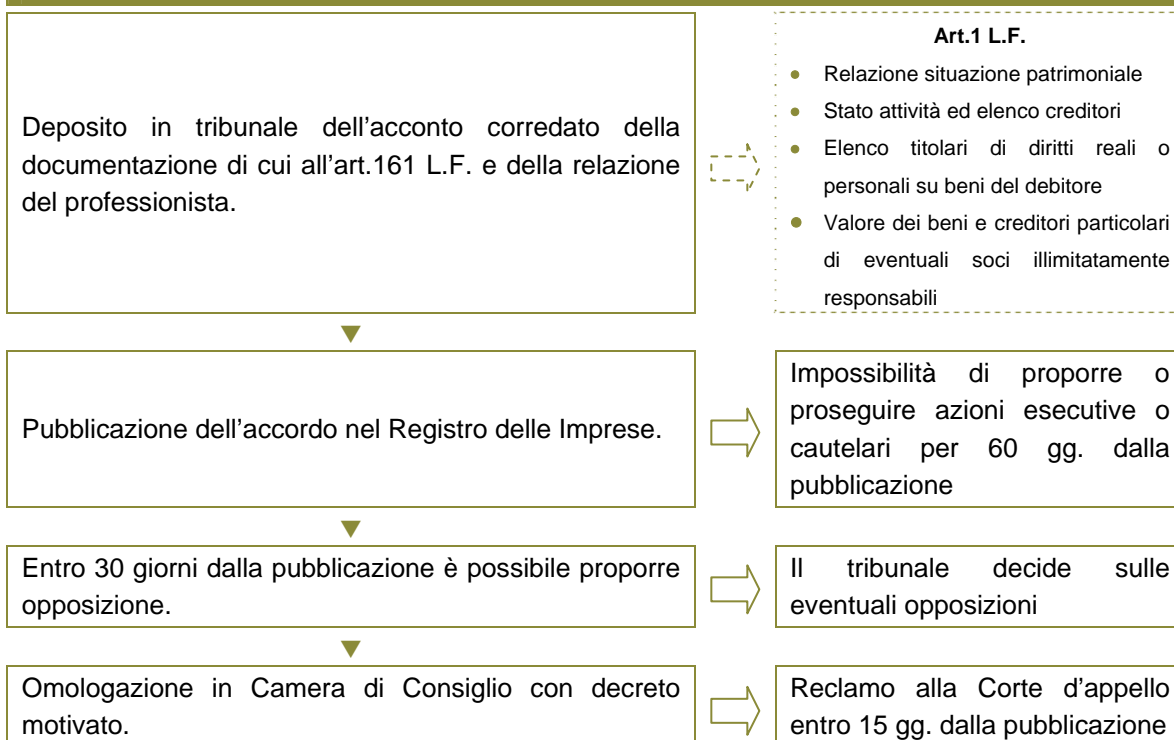 Deposito in tribunale dell’acconto corredato della
documentazione di cui all’art.161 L.F. e della relazione
del professionista.
Art.1 L.F.
Relazione situazione patrimoniale
Stato attività ed elenco creditori
Elenco titolari di diritti reali o
personali su beni del debitore
Valore dei beni e creditori particolari
di eventuali soci illimitatamente
responsabili
Pubblicazione dell’accordo nel Registro delle Imprese.
Impossibilità di proporre o
proseguire azioni esecutive o
cautelari per 60 gg. dalla
pubblicazione
Entro 30 giorni dalla pubblicazione è possibile proporre
opposizione.
Il tribunale decide sulle
eventuali opposizioni
Omologazione in Camera di Consiglio con decreto
motivato.
Reclamo alla Corte d’appello
entro 15 gg. dalla pubblicazione